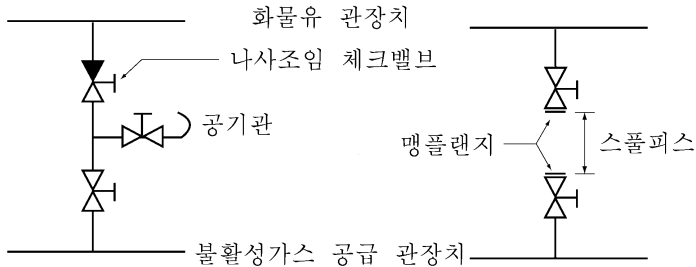 화물유 관장치
나사조임 체크밸브
공기관
맹플랜지
스풀피스
불활성가스 공급 관장치